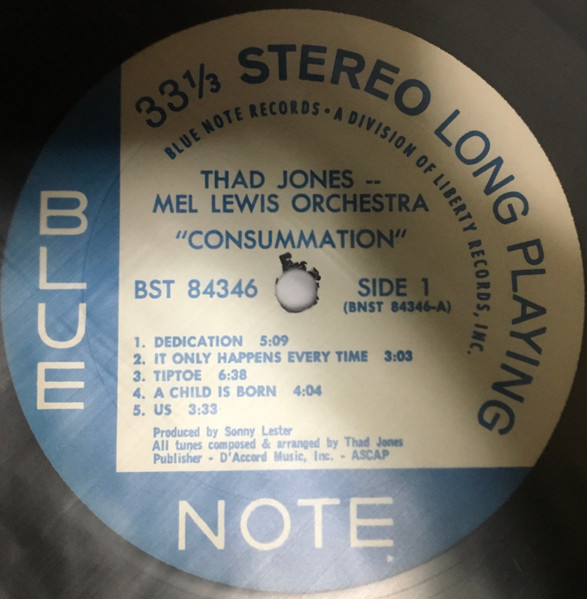 33⅓ STEREO LONG PLAYING
BLUE NOTE RECORDS • A DIVISION OF LIBERTY RECORDS, INC.
THAD JONES --
MEL LEWIS ORCHESTRA
"CONSUMMATION"
BST 84346
SIDE 1
(BNST 84346-A)
1. DEDICATION 5:09
2. IT ONLY HAPPENS EVERY TIME 3:03
3. TIPTOE 6:38
4. A CHILD IS BORN 4:04
5. US 3:33
Produced by Sonny Lester
All tunes composed & arranged by Thad Jones
Publisher - D'Accord Music, Inc. - ASCAP
BLUE
NOTE